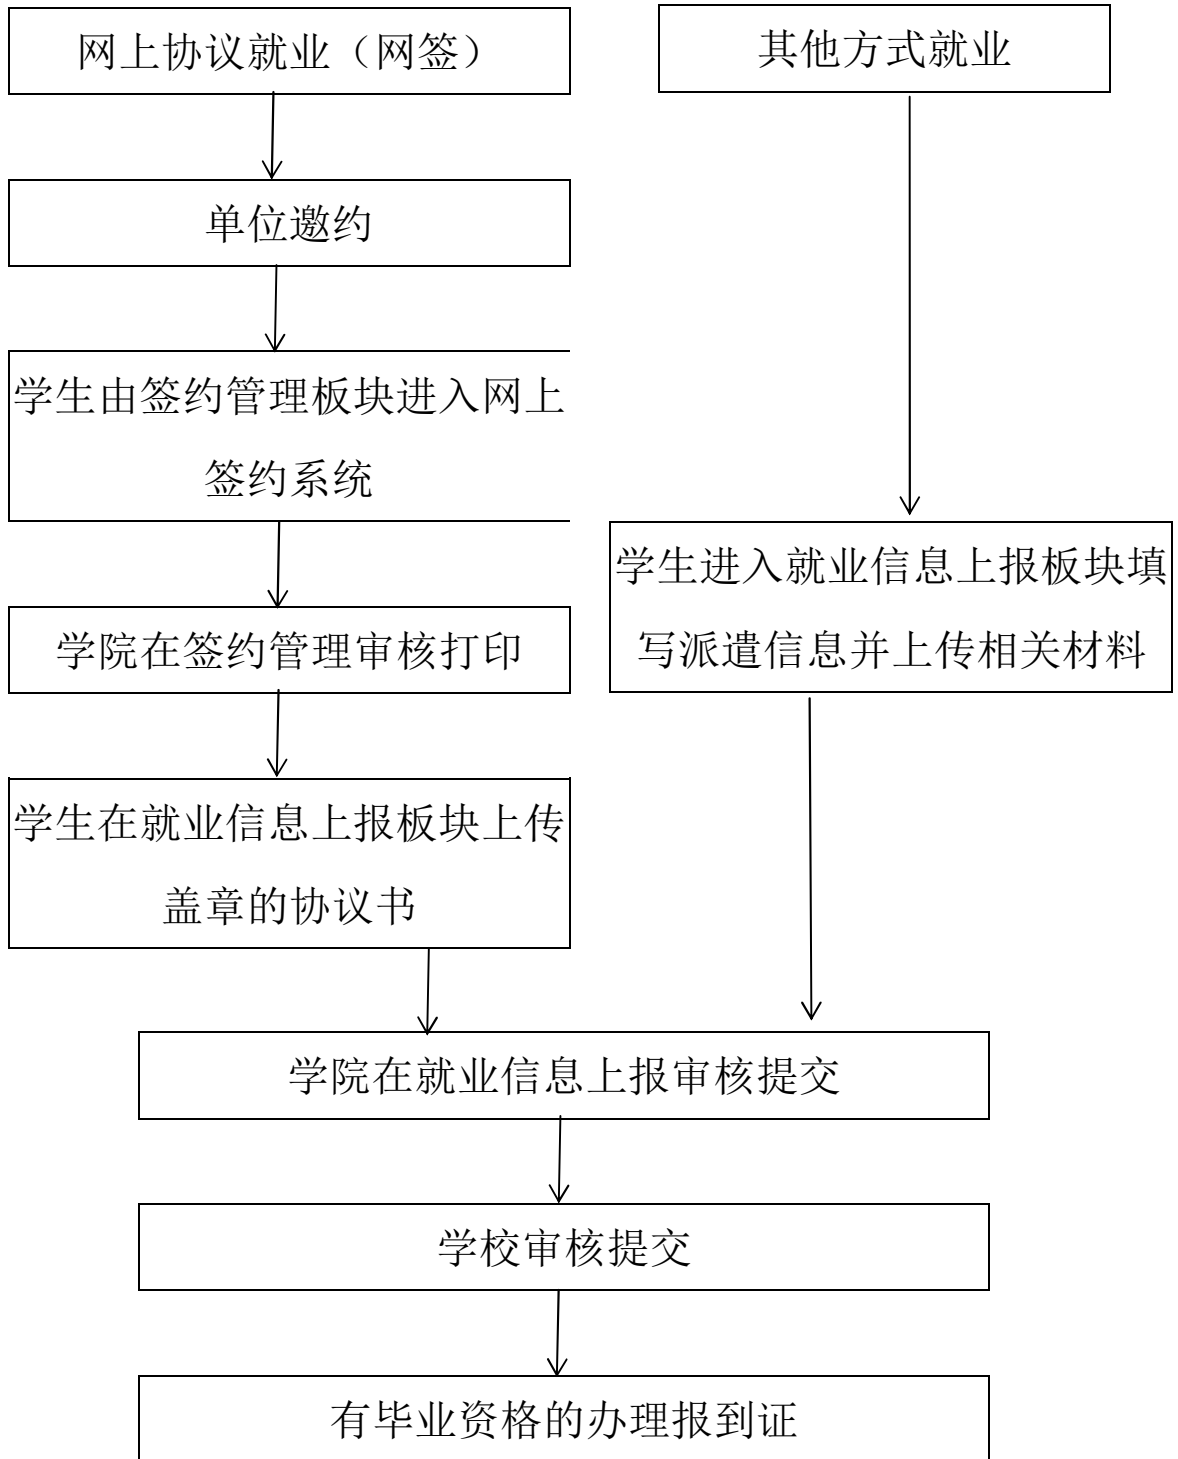 网上协议就业（网签）
其他方式就业
单位邀约
学生由签约管理板块进入网上
签约系统
学生进入就业信息上报板块填
写派遣信息并上传相关材料
学院在签约管理审核打印
学生在就业信息上报板块上传
盖章的协议书
学院在就业信息上报审核提交
学校审核提交
有毕业资格的办理报到证